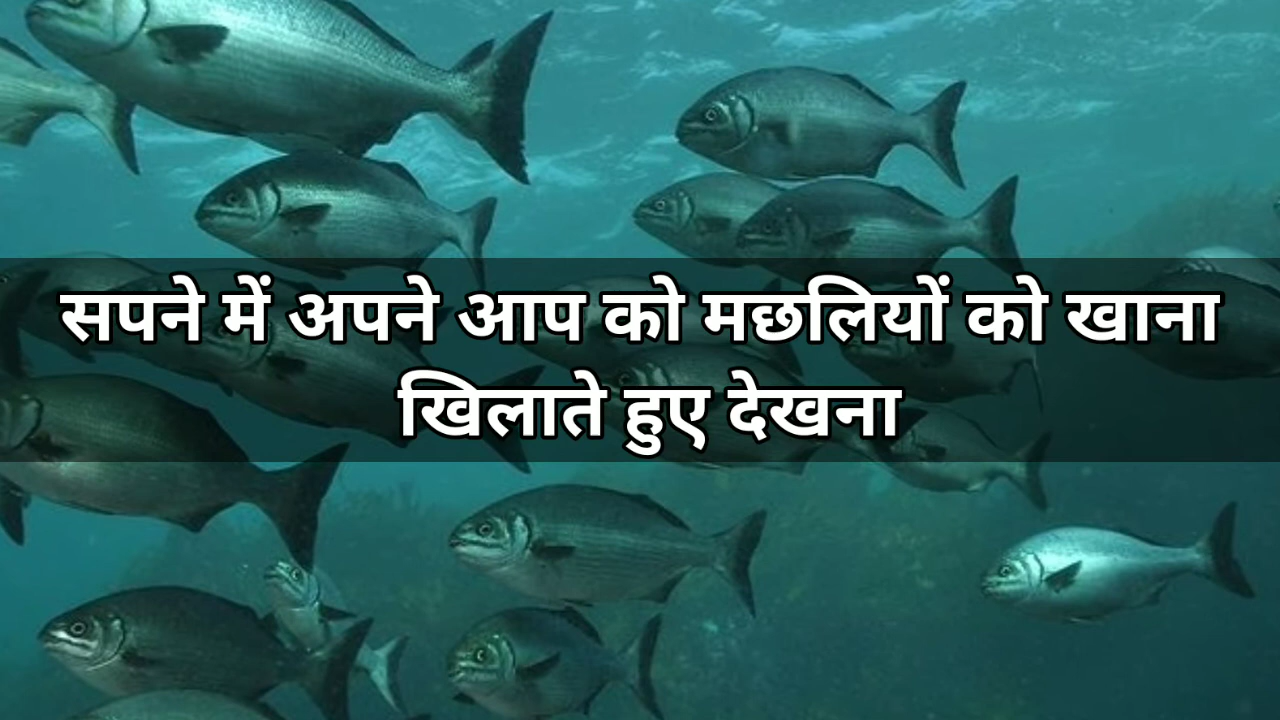 सपने में अपने आप को मछलियों को खाना
खिलाते हुए देखना